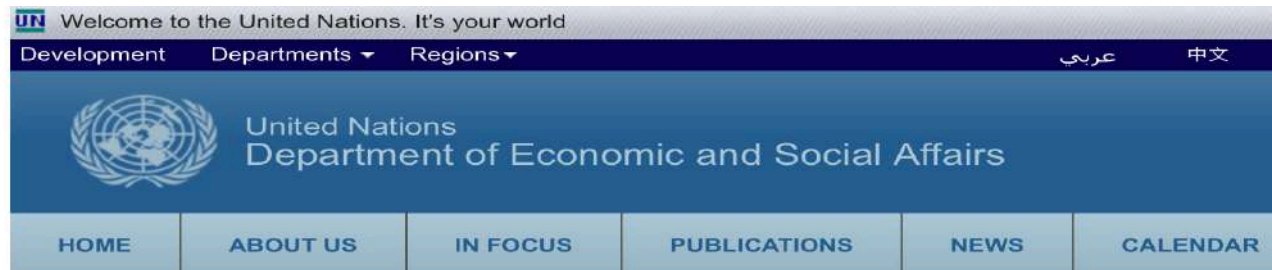 UN Welcome to the United Nations. It's your world
Development Departments Regions عربي 中文
United Nations
Department of Economic and Social Affairs
HOME ABOUT US IN FOCUS PUBLICATIONS NEWS CALENDAR